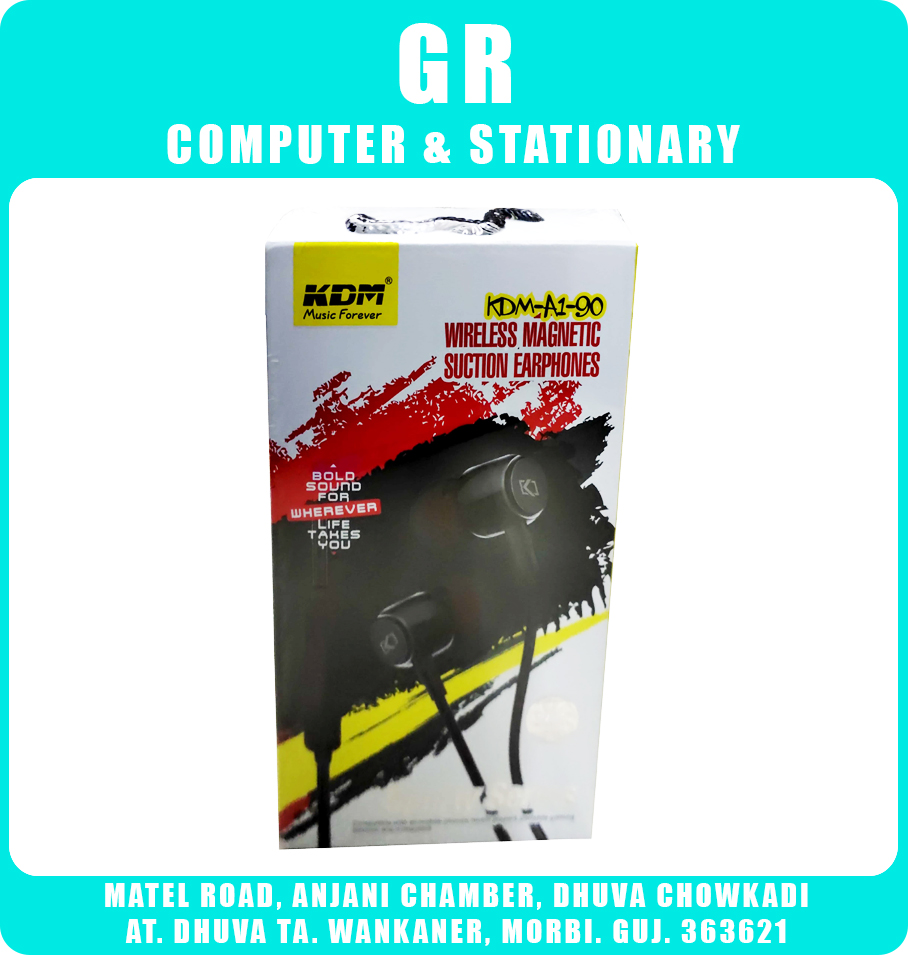 GR
COMPUTER & STATIONARY
KDM®
Music Forever
KDM-A1-90
WIRELESS MAGNETIC
SUCTION EARPHONES
BOLD
SOUND
FOR
WHEREVER
LIFE
TAKES
YOU
MATEL ROAD, ANJANI CHAMBER, DHUVA CHOWKADI
AT. DHUVA TA. WANKANER, MORBI. GUJ. 363621